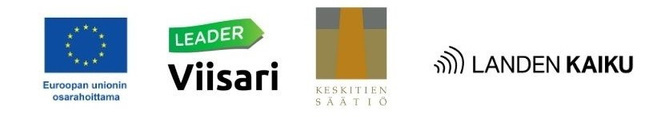 Euroopan unionin
osarahoittama
LEADER
Viisari
KESKITIEN
SÄÄTIÖ
LANDEN KAIKU